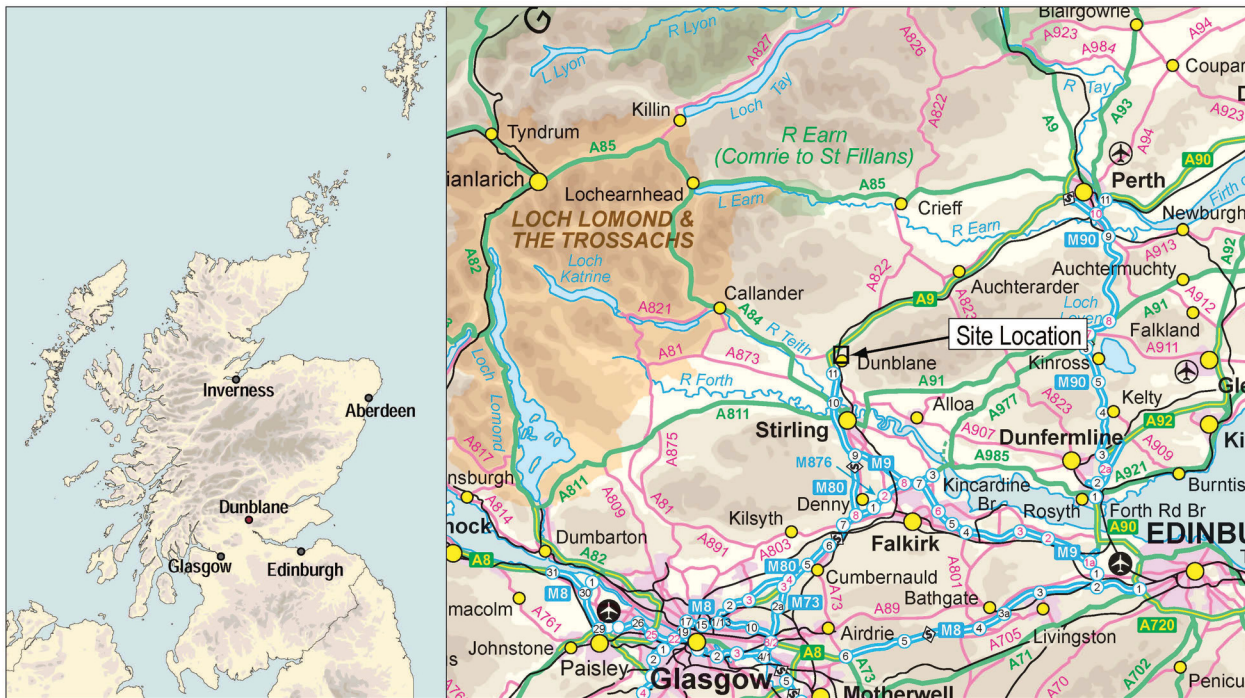 Inverness
Aberdeen
Dunblane
Glasgow
Edinburgh
G
R Lyon
L Lyon
A827
Loch Tay
Killin
Tyndrum
A85
ianlarich
Lochearnhead
R Earn
(Comrie to St Fillans)
A826
A822
A923
Blairgowrie
A984
A94
Coupar
R Tay
A9
A93
A94
A923
D
A90
Perth
Firth
Newburgh
L Earn
A85
Crieff
R Earn
LOCH LOMOND &
THE TROSSACHS
Loch
Katrine
A82
A821
Callander
A84
R Teith
A81
A873
A822
A9
A823
Auchterarder
M90
A913
A92
Auchtermuchty
Loch
Leven
A91
A912
Falkland
A911
Site Location
Dunblane
Kinross
M90
Gle
R Forth
A811
Stirling
Alloa
A91
A977
A823
Kelty
A92
A907
Dunfermline
A909
Ki
A985
A921
Loch
Lomond
A817
nsburgh
A814
A811
A809
A81
A875
M876
M9
M80
Denny
Kincardine
Br
Rosyth
Forth Rd Br
Burntis
A90
EDINBU
nock
A8
Dumbarton
A82
Kilsyth
A891
A803
Falkirk
M9
M80
Cumbernauld
A801
Bathgate
M8
macolm
A761
M8
M73
A73
A89
Airdrie
M8
A705
Livingston
A720
Johnstone
Paisley
Glasgow
A8
A73
Motherwell
A71
A70
A702
Penicu